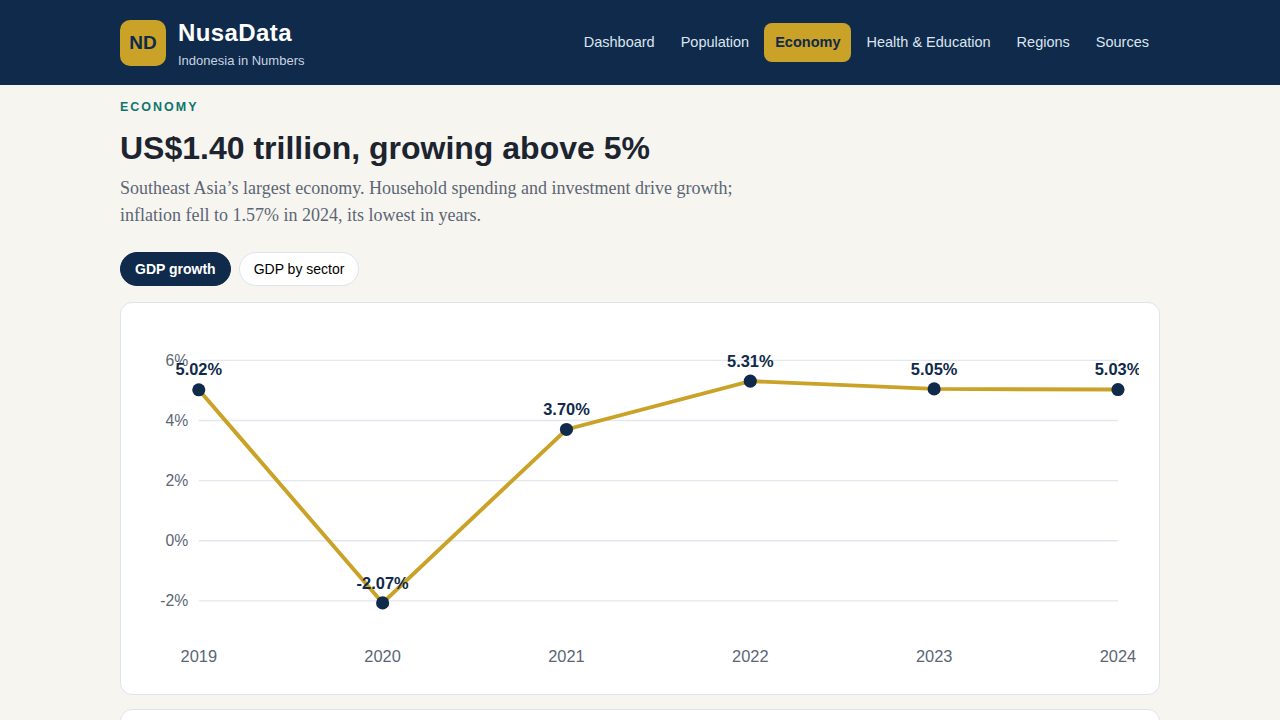 ND
NusaData
Indonesia in Numbers
Dashboard
Population
Economy
Health & Education
Regions
Sources
ECONOMY
US$1.40 trillion, growing above 5%
Southeast Asia’s largest economy. Household spending and investment drive growth;
inflation fell to 1.57% in 2024, its lowest in years.
GDP growth
GDP by sector
6%
4%
2%
0%
-2%
5.02%
-2.07%
3.70%
5.31%
5.05%
5.03%
2019
2020
2021
2022
2023
2024